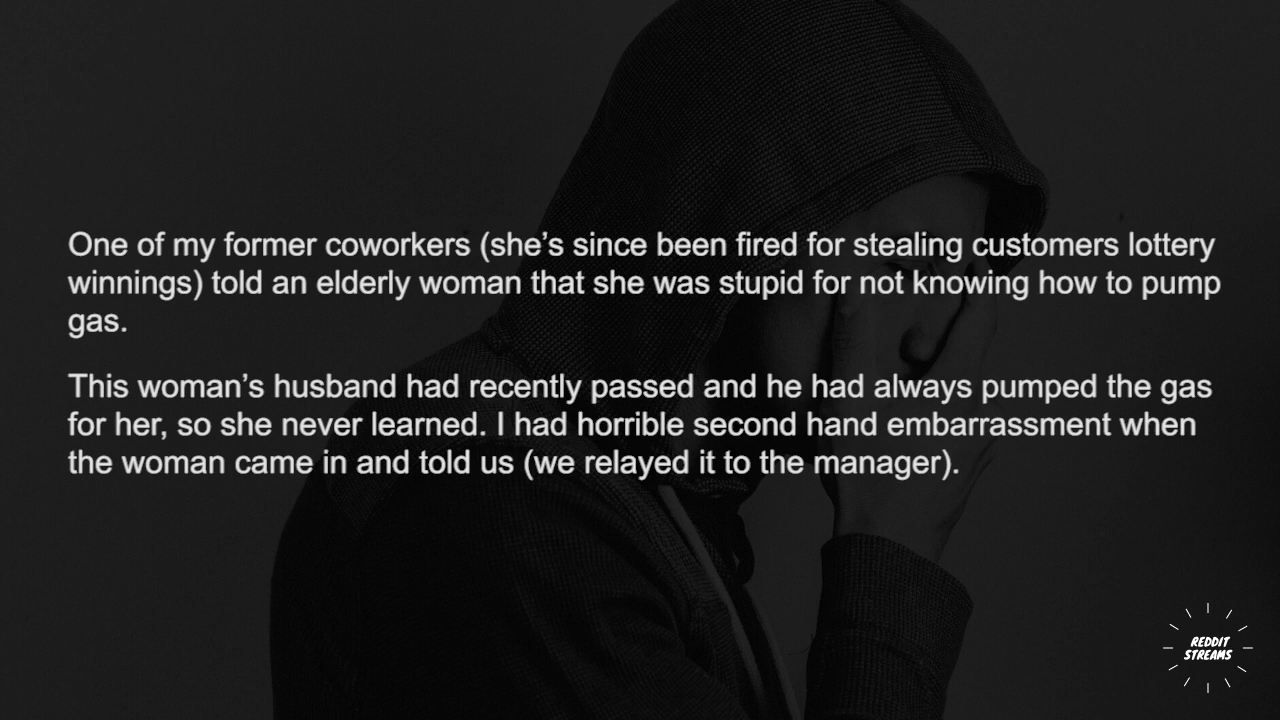 One of my former coworkers (she’s since been fired for stealing customers lottery
winnings) told an elderly woman that she was stupid for not knowing how to pump
gas.
This woman’s husband had recently passed and he had always pumped the gas
for her, so she never learned. I had horrible second hand embarrassment when
the woman came in and told us (we relayed it to the manager).
REDDIT
STREAMS